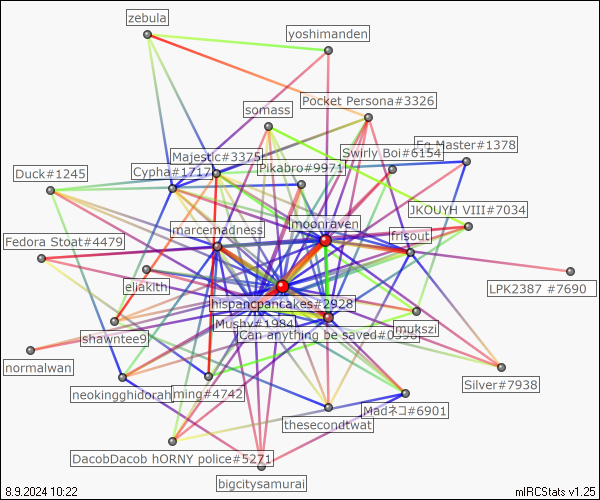 zebula
yoshimanden
Pocket Persona#3326
somass
Eg Master#1378
Swirly Boi#6154
Majestic#3375
Pikabro#9971
Cypha#1717
Duck#1245
JKOUYH VIII#7034
moonraven
marcemadness
frisout
Fedora Stoat#4479
eliakith
LPK2387 #7690
hispancpancakes#2928
Mushy#1984
Can anything be saved#0390
mukszi
shawntee9
normalwan
Silver#7938
neokingghidorah
ming#4742
Madネコ#6901
thesecondtwat
DacobDacob hORNY police#5271
bigcitysamurai
8.9.2024 10:22
mIRCStats v1.25